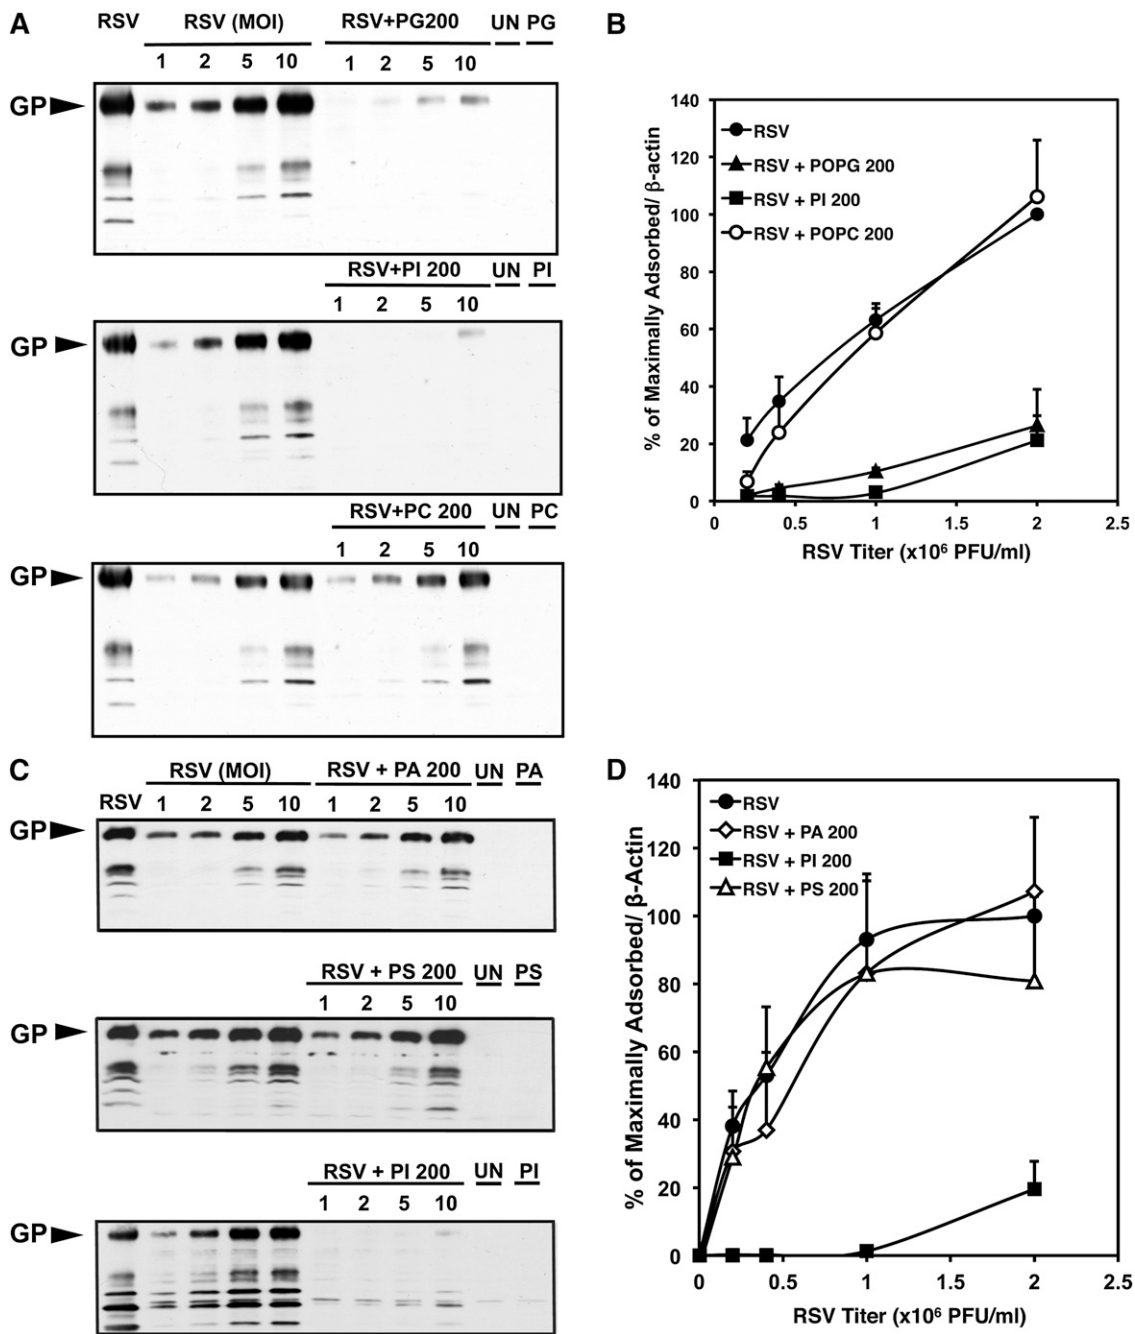 A
RSV RSV (MOI) RSV+PG200 UN PG
1 2 5 10 1 2 5 10
GP
RSV+PI 200 UN PI
1 2 5 10
GP
RSV+PC 200 UN PC
1 2 5 10
GP
B
% of Maximally Adsorbed/ β-actin
140
120
100
80
60
40
20
0
RSV
RSV + POPG 200
RSV + PI 200
RSV + POPC 200
0 0.5 1 1.5 2 2.5
RSV Titer (x10⁶ PFU/ml)
C
RSV (MOI) RSV + PA 200 UN PA
RSV 1 2 5 10 1 2 5 10
GP
RSV + PS 200 UN PS
1 2 5 10
GP
RSV + PI 200 UN PI
1 2 5 10
GP
D
% of Maximally Adsorbed/ β-Actin
140
120
100
80
60
40
20
0
RSV
RSV + PA 200
RSV + PI 200
RSV + PS 200
0 0.5 1 2 2.5
RSV Titer (x10⁶ PFU/ml)